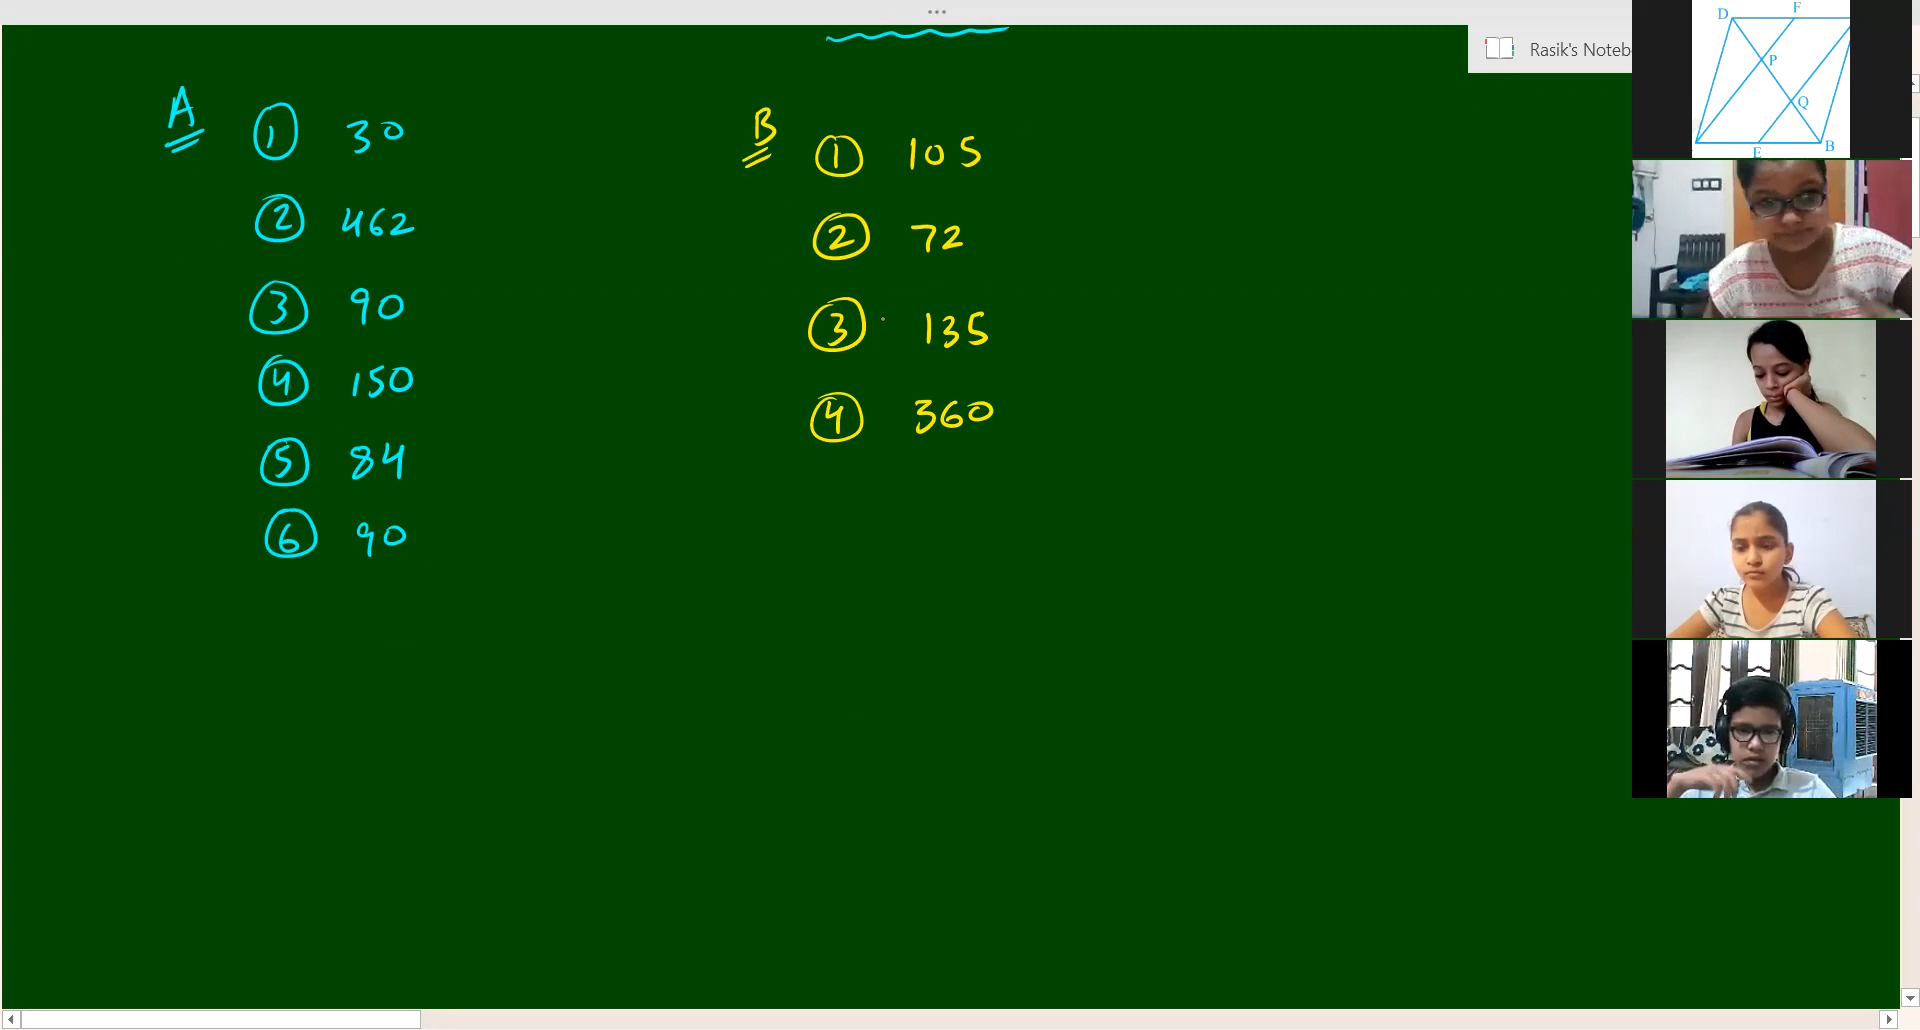 Rasik's Noteb
A
① 30
② 462
③ 90
④ 150
⑤ 84
⑥ 90
B
① 105
② 72
③ 135
④ 360
D F
P
Q
E B